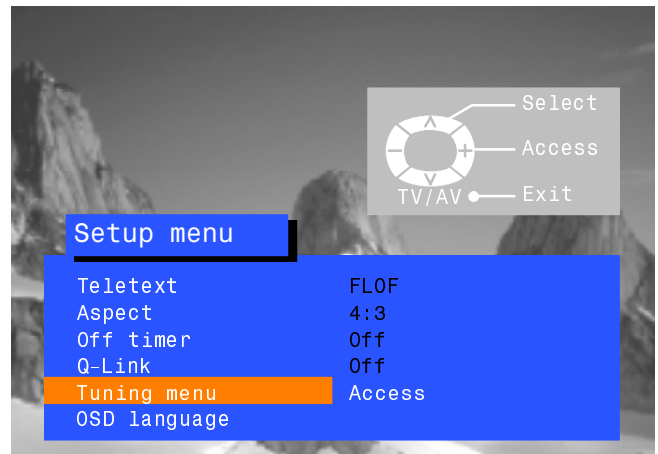 Select
Access
TV/AV Exit
Setup menu
Teletext FLOF
Aspect 4:3
Off timer Off
Q-Link Off
Tuning menu Access
OSD language